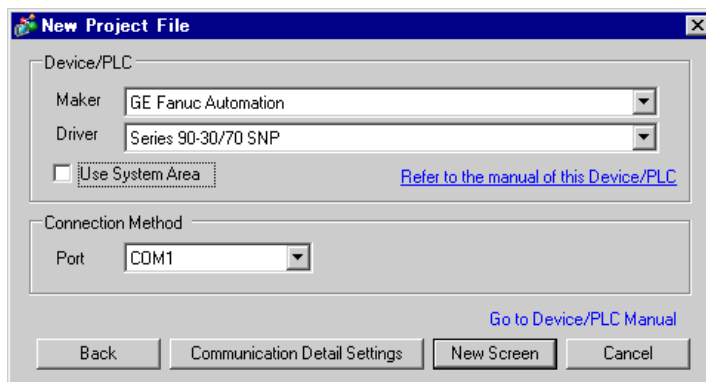 New Project File
Device/PLC
Maker GE Fanuc Automation
Driver Series 90-30/70 SNP
Use System Area Refer to the manual of this Device/PLC
Connection Method
Port COM1
Go to Device/PLC Manual
Back Communication Detail Settings New Screen Cancel